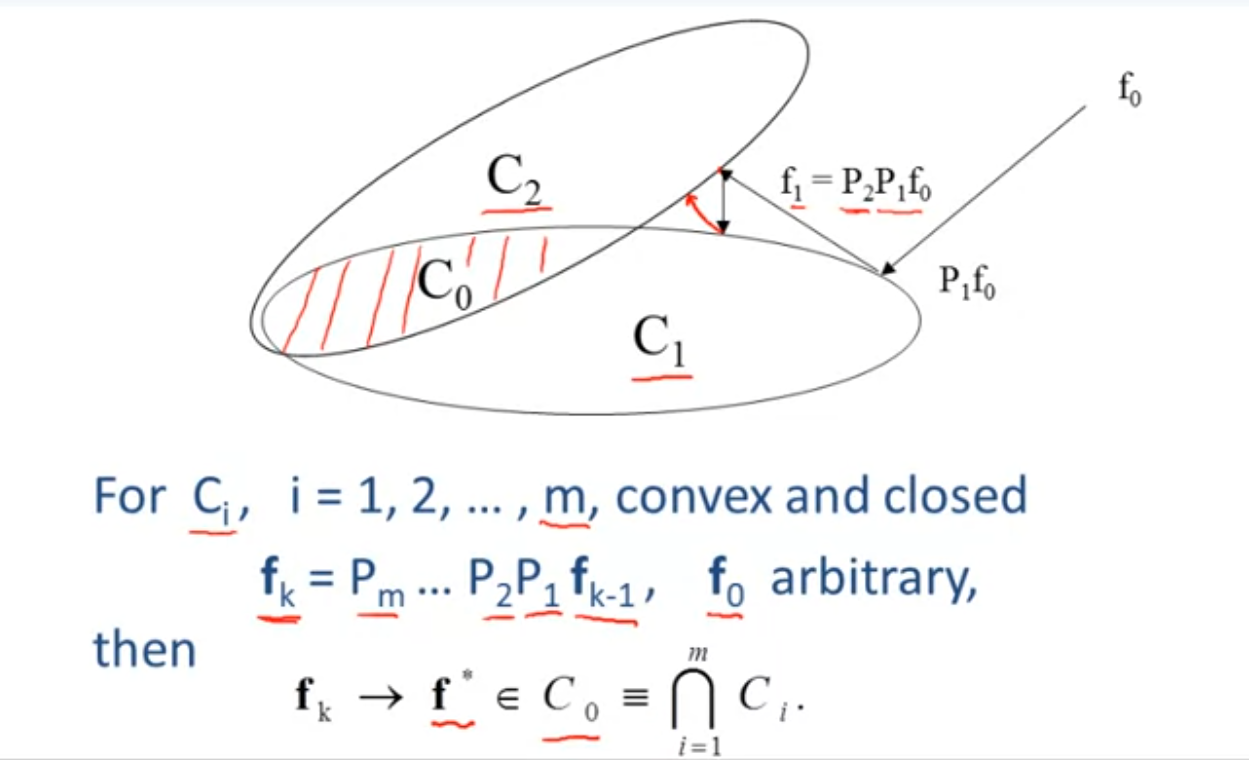 f₀
C₂
f₁ = P₂P₁f₀
C₀
P₁f₀
C₁
For Cᵢ, i = 1, 2, ... , m, convex and closed
fₖ = Pₘ ... P₂P₁ fₖ₋₁, f₀ arbitrary,
then
fₖ → f* ∈ C₀ ≡ ⋂ᵢ₌₁ᵐ Cᵢ.